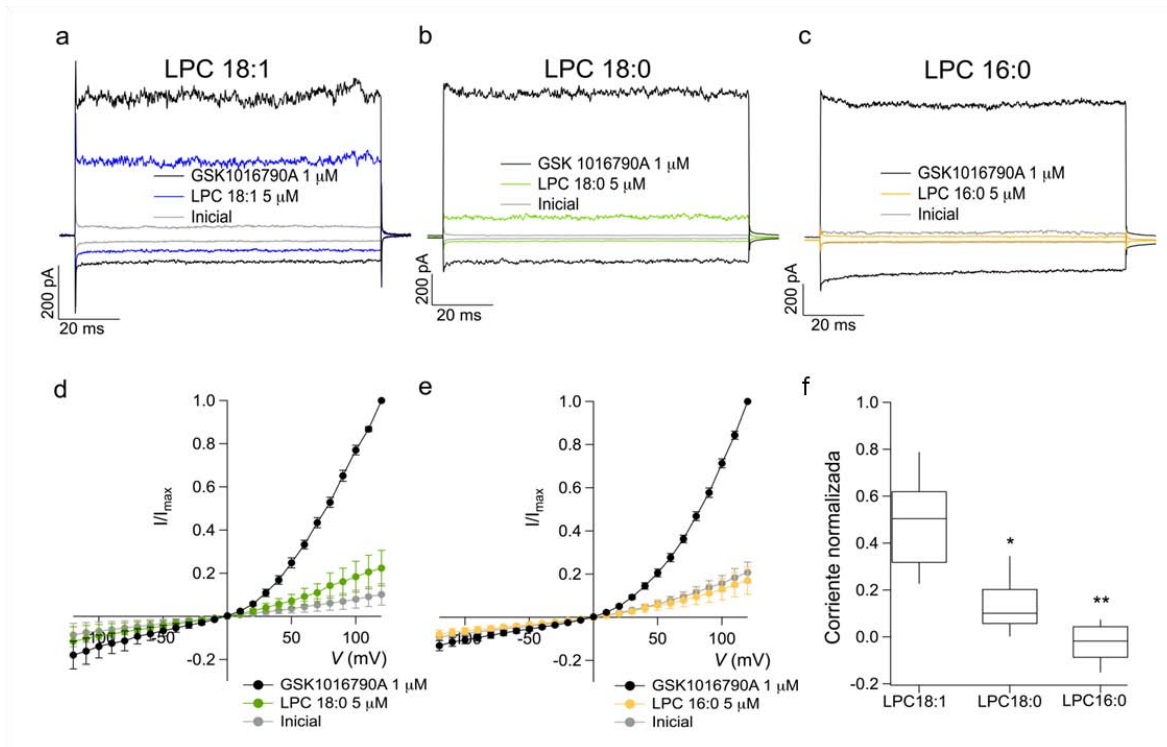 a
LPC 18:1
GSK1016790A 1 μM
LPC 18:1 5 μM
Inicial
200 pA
20 ms
b
LPC 18:0
GSK 1016790A 1 μM
LPC 18:0 5 μM
Inicial
200 pA
20 ms
c
LPC 16:0
GSK1016790A 1 μM
LPC 16:0 5 μM
Inicial
200 pA
20 ms
d
1.0
0.8
0.6
0.4
0.2
-0.2
I/Imax
-100
-50
50
100
V (mV)
GSK1016790A 1 μM
LPC 18:0 5 μM
Inicial
e
1.0
0.8
0.6
0.4
0.2
-0.2
I/Imax
-100
-50
50
100
V (mV)
GSK1016790A 1 μM
LPC 16:0 5 μM
Inicial
f
Corriente normalizada
1.0
0.8
0.6
0.4
0.2
0.0
-0.2
*
**
LPC18:1 LPC18:0 LPC16:0